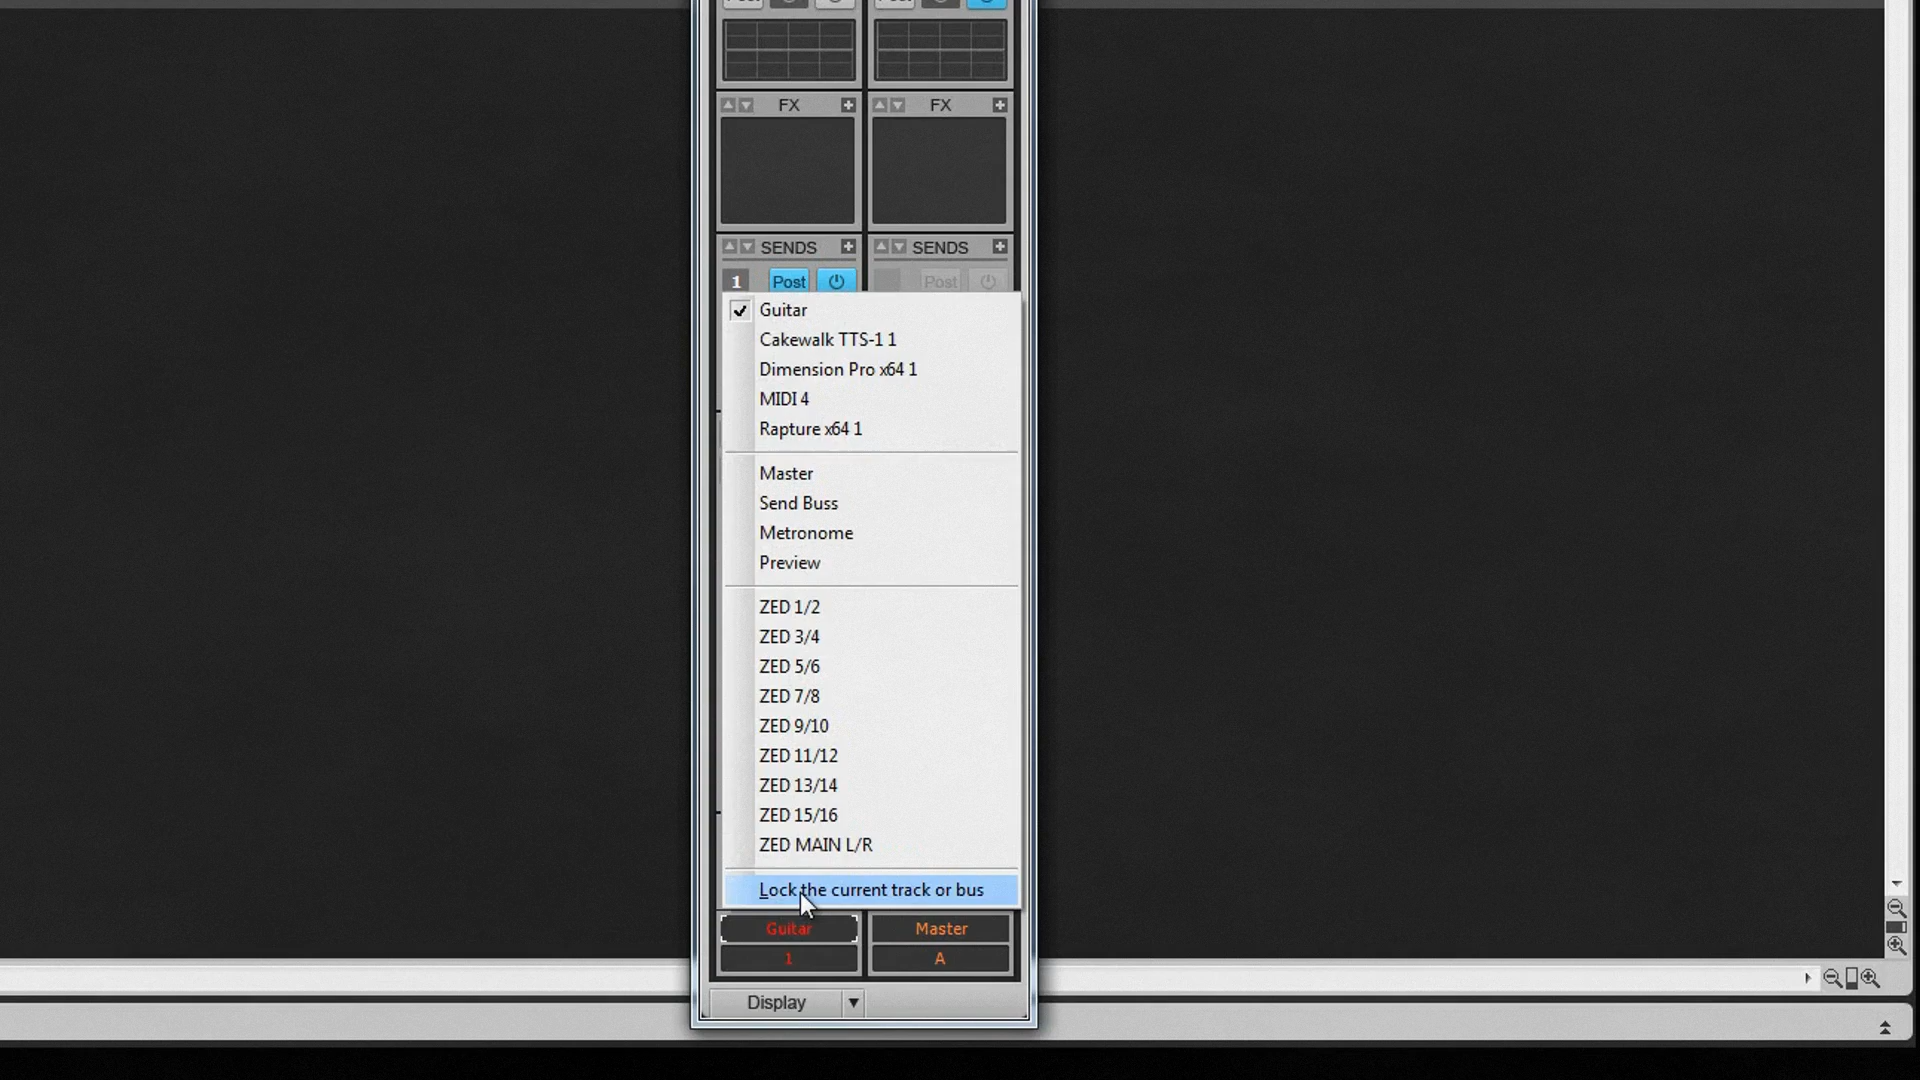 FX FX
SENDS SENDS
1 Post Post
Guitar
Cakewalk TTS-1 1
Dimension Pro x64 1
MIDI 4
Rapture x64 1
Master
Send Buss
Metronome
Preview
ZED 1/2
ZED 3/4
ZED 5/6
ZED 7/8
ZED 9/10
ZED 11/12
ZED 13/14
ZED 15/16
ZED MAIN L/R
Lock the current track or bus
Guitar Master
1 A
Display